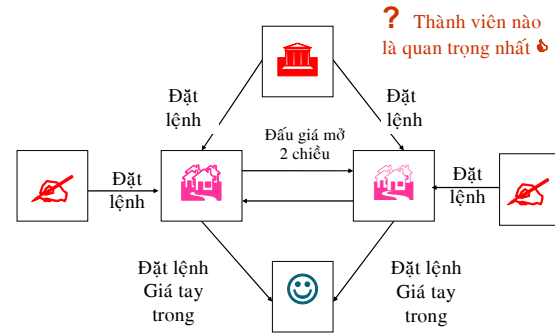 ? Thành viên nào
là quan trọng nhất
Đặt
lệnh
Đặt
lệnh
Đấu giá mở
2 chiều
Đặt
lệnh
Đặt
lệnh
Đặt lệnh
Giá tay
trong
Đặt lệnh
Giá tay
trong